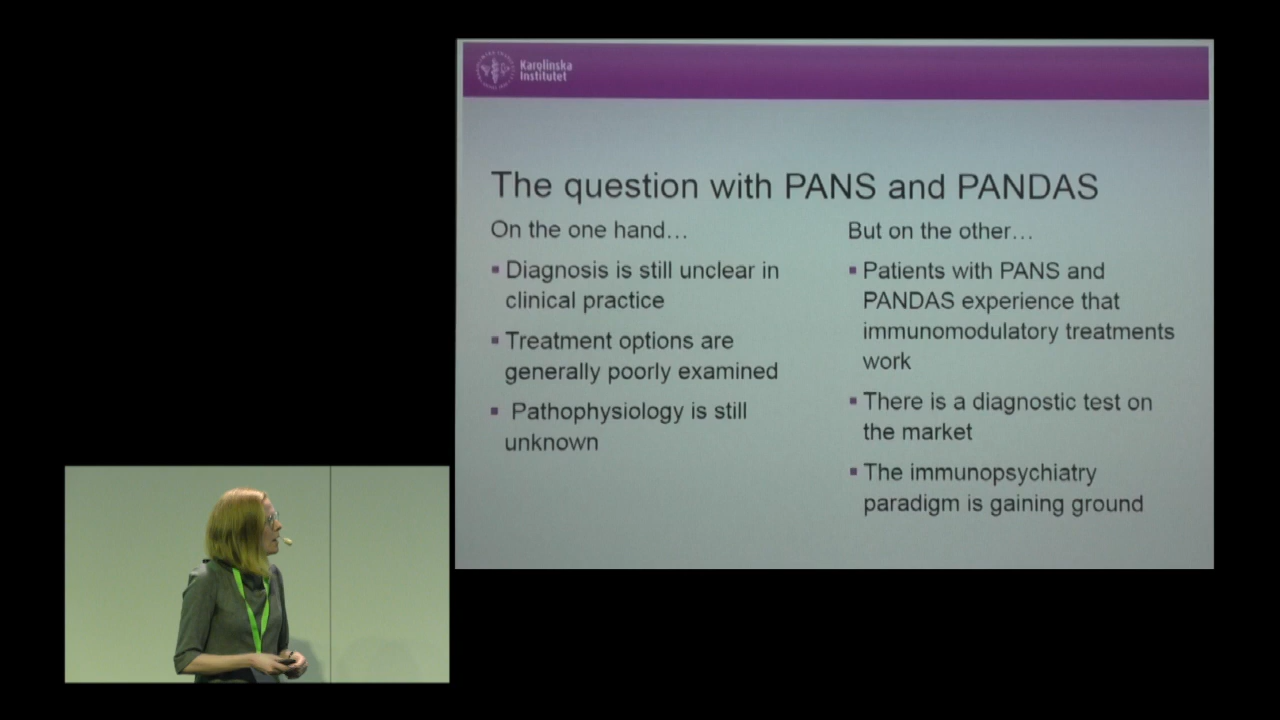 Karolinska
Institutet
The question with PANS and PANDAS
On the one hand…
▪ Diagnosis is still unclear in
clinical practice
▪ Treatment options are
generally poorly examined
▪ Pathophysiology is still
unknown
But on the other…
▪ Patients with PANS and
PANDAS experience that
immunomodulatory treatments
work
▪ There is a diagnostic test on
the market
▪ The immunopsychiatry
paradigm is gaining ground